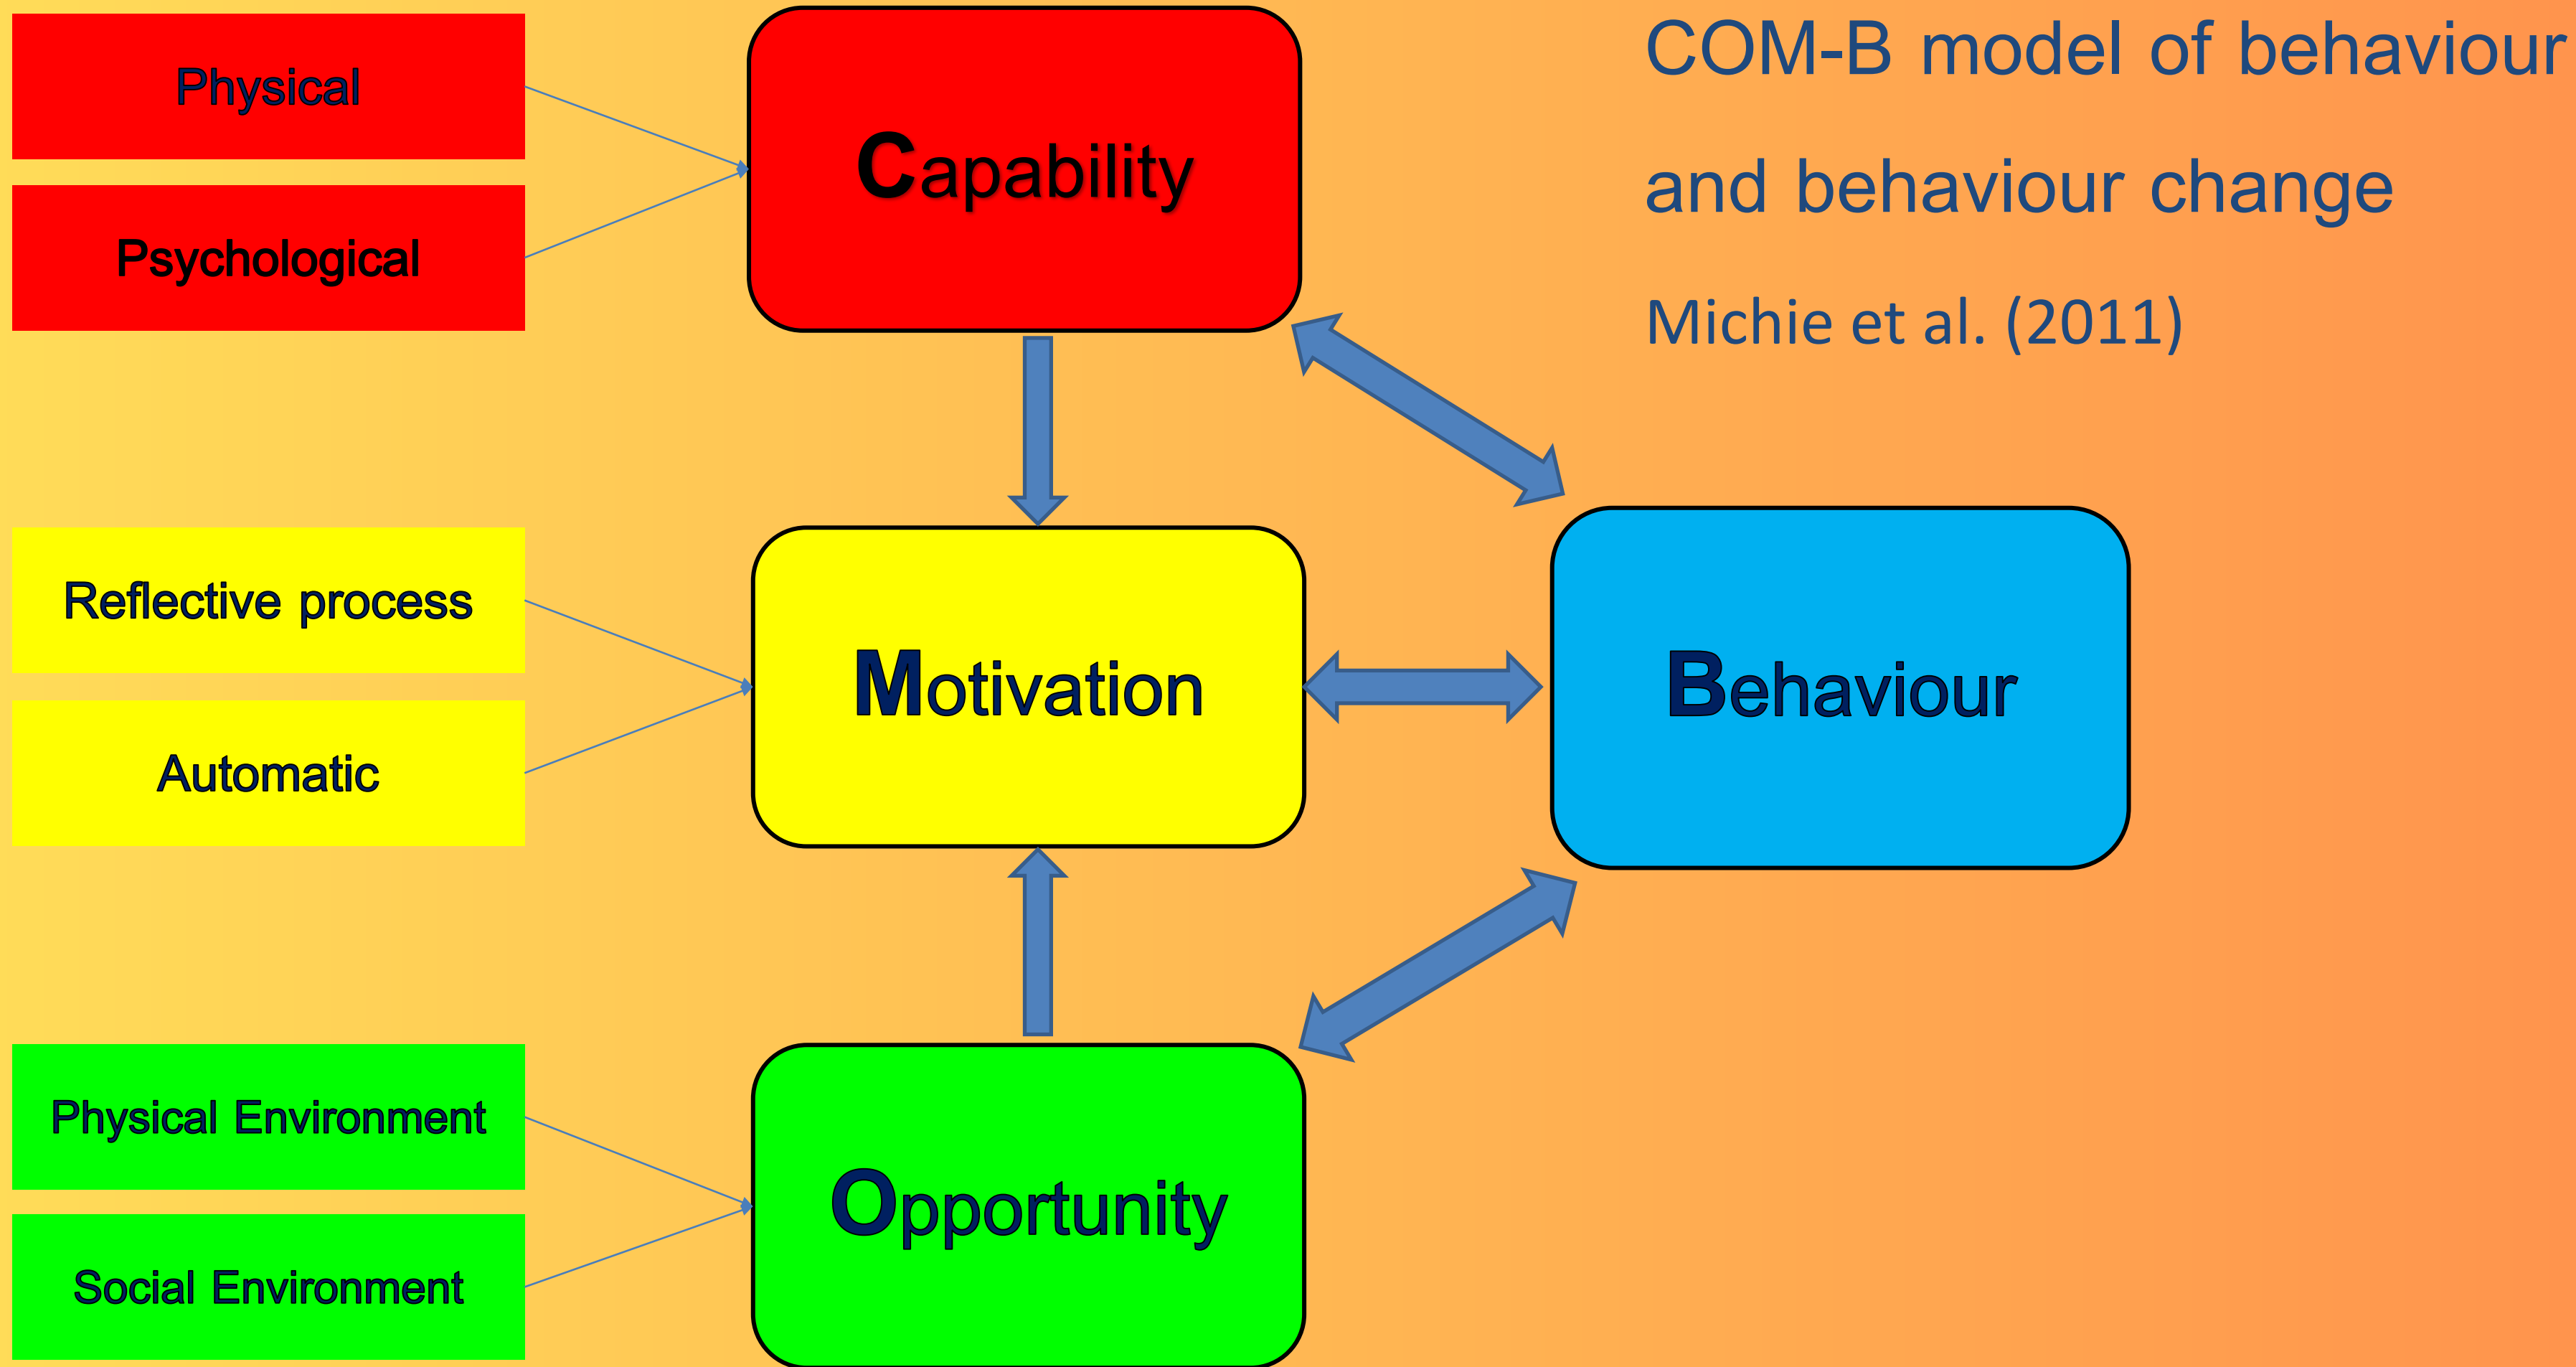 COM-B model of behaviour
and behaviour change
Michie et al. (2011)
Physical
Psychological
Capability
Reflective process
Automatic
Motivation
Behaviour
Physical Environment
Social Environment
Opportunity